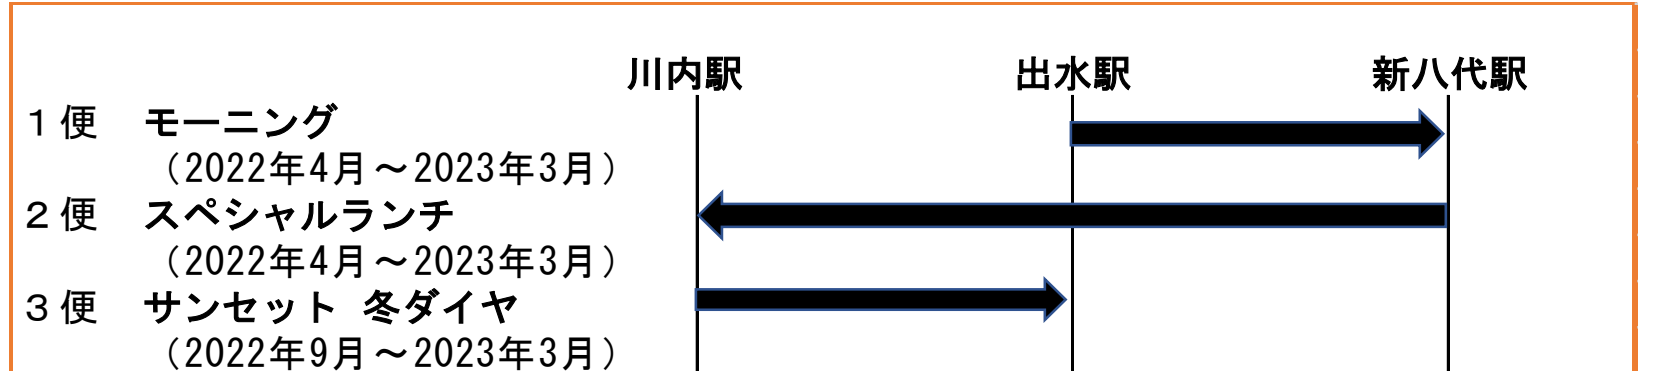 川内駅 出水駅 新八代駅
1便 モーニング
（2022年4月～2023年3月）
2便 スペシャルランチ
（2022年4月～2023年3月）
3便 サンセット 冬ダイヤ
（2022年9月～2023年3月）